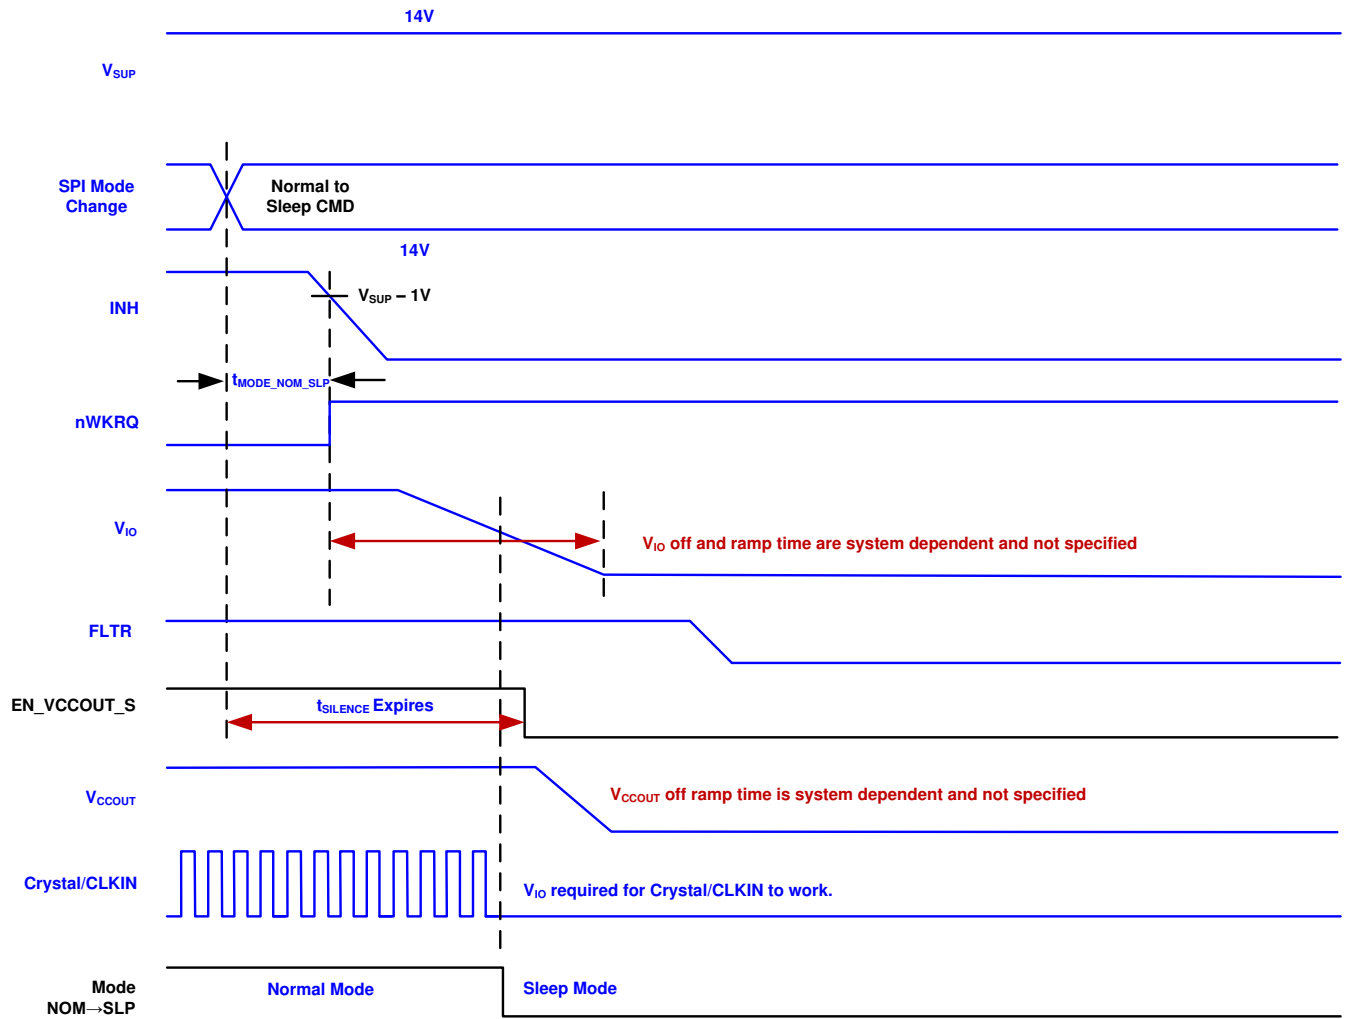 14V
VSUP
SPI Mode
Change
Normal to
Sleep CMD
14V
INH
VSUP – 1V
tMODE_NOM_SLP
nWKRQ
VIO
VIO off and ramp time are system dependent and not specified
FLTR
EN_VCCOUT_S
tSILENCE Expires
VCCOUT
VCCOUT off ramp time is system dependent and not specified
Crystal/CLKIN
VIO required for Crystal/CLKIN to work.
Mode
NOM→SLP
Normal Mode
Sleep Mode